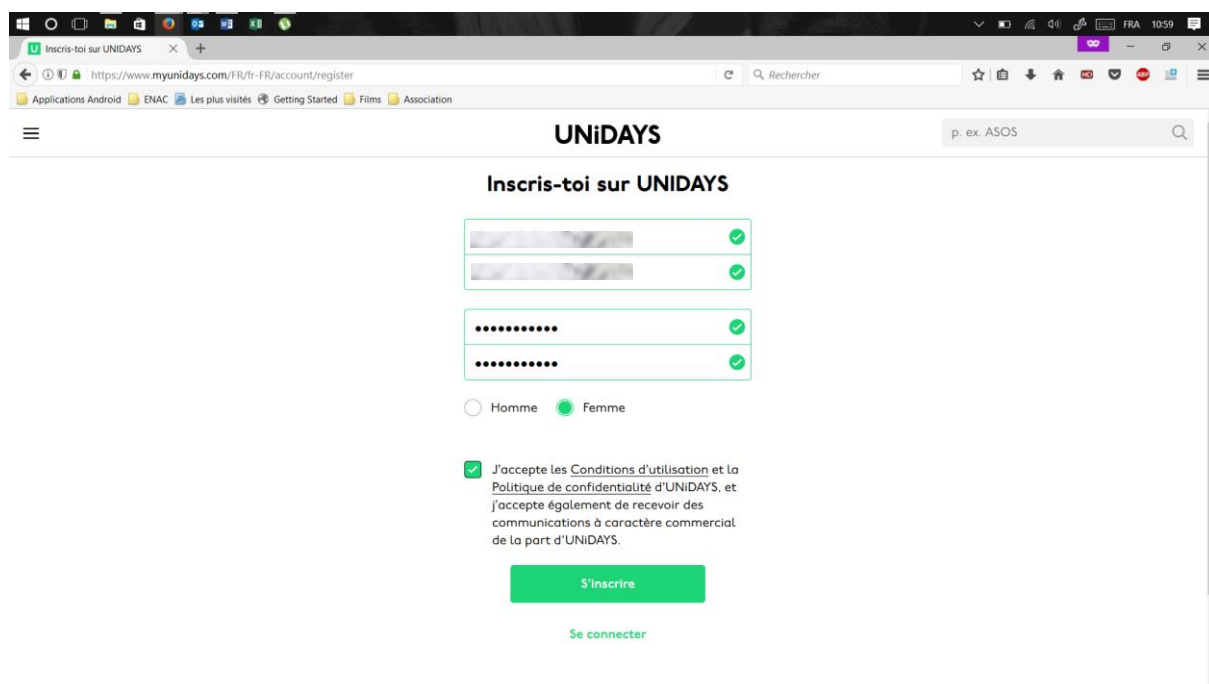 FRA 10:59
Inscris-toi sur UNIDAYS
https://www.myunidays.com/FR/fr-FR/account/register
Rechercher
Applications Android ENAC Les plus visités Getting Started Films Association
UNiDAYS
p. ex. ASOS
Inscris-toi sur UNIDAYS
•••••••••••
•••••••••••
Homme Femme
J'accepte les Conditions d'utilisation et la
Politique de confidentialité d'UNiDAYS, et
j'accepte également de recevoir des
communications à caractère commercial
de la part d'UNiDAYS.
S'inscrire
Se connecter